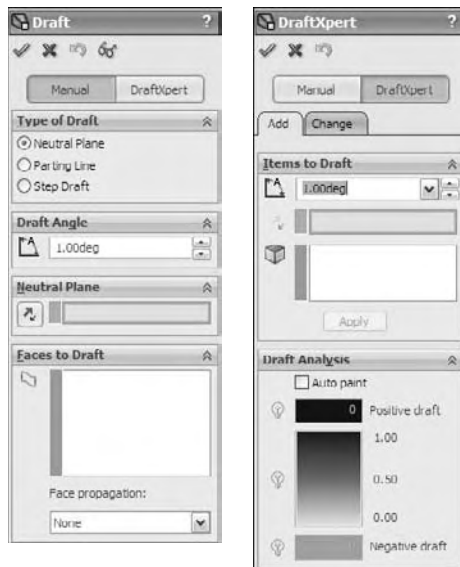 Draft ?
Manual DraftXpert
Type of Draft
Neutral Plane
Parting Line
Step Draft
Draft Angle
1.00deg
Neutral Plane
Faces to Draft
Face propagation:
None
DraftXpert ?
Manual DraftXpert
Add Change
Items to Draft
1.00deg
Apply
Draft Analysis
Auto paint
0 Positive draft
1.00
0.50
0.00
Negative draft